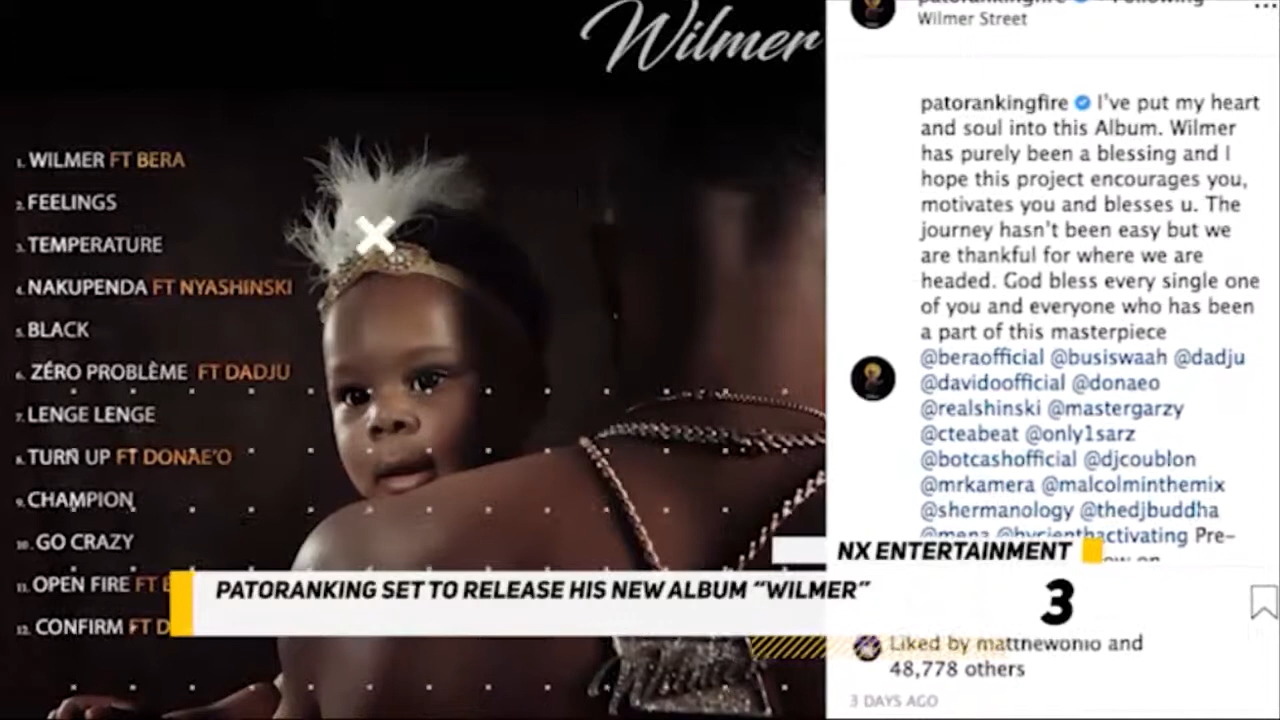 Wilmer
1. WILMER FT BERA
2. FEELINGS
3. TEMPERATURE
4. NAKUPENDA FT NYASHINSKI
5. BLACK
6. ZÉRO PROBLÈME FT DADJU
7. LENGE LENGE
8. TURN UP FT DONAE'O
9. CHAMPION
10. GO CRAZY
11. OPEN FIRE FT
12. CONFIRM FT
Wilmer Street
patorankingfire I've put my heart
and soul into this Album. Wilmer
has purely been a blessing and I
hope this project encourages you,
motivates you and blesses u. The
journey hasn't been easy but we
are thankful for where we are
headed. God bless every single one
of you and everyone who has been
a part of this masterpiece
@beraofficial @busiswaah @dadju
@davidoofficial @donaeo
@realshinski @mastergarzy
@cteabeat @only1sarz
@botcashofficial @djcoublon
@mrkamera @malcolminthemix
@shermanology @thedjbuddha
@hycienthactivating Pre-
NX ENTERTAINMENT
PATORANKING SET TO RELEASE HIS NEW ALBUM "WILMER"
3
Liked by mattnewonio and
48,778 others
3 DAYS AGO